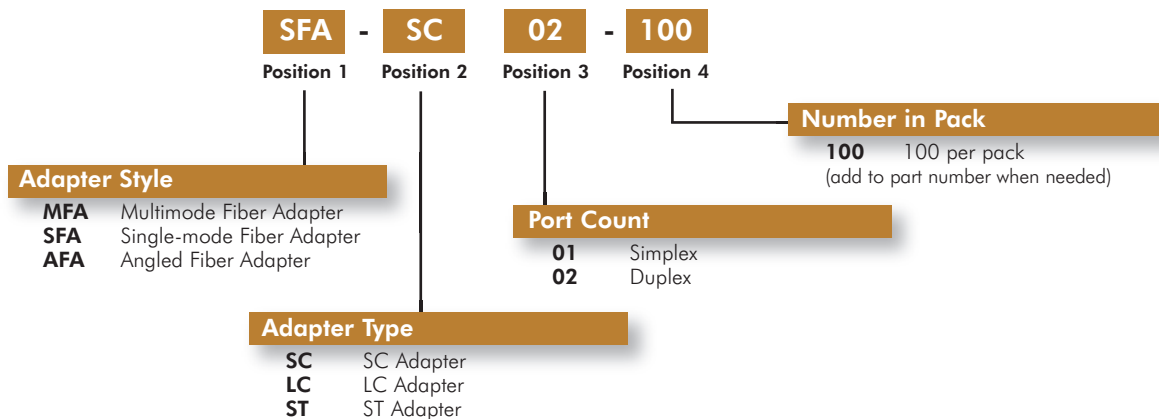 SFA - SC 02 - 100
Position 1 Position 2 Position 3 Position 4
Number in Pack
100 100 per pack
(add to part number when needed)
Adapter Style
MFA Multimode Fiber Adapter
SFA Single-mode Fiber Adapter
AFA Angled Fiber Adapter
Port Count
01 Simplex
02 Duplex
Adapter Type
SC SC Adapter
LC LC Adapter
ST ST Adapter